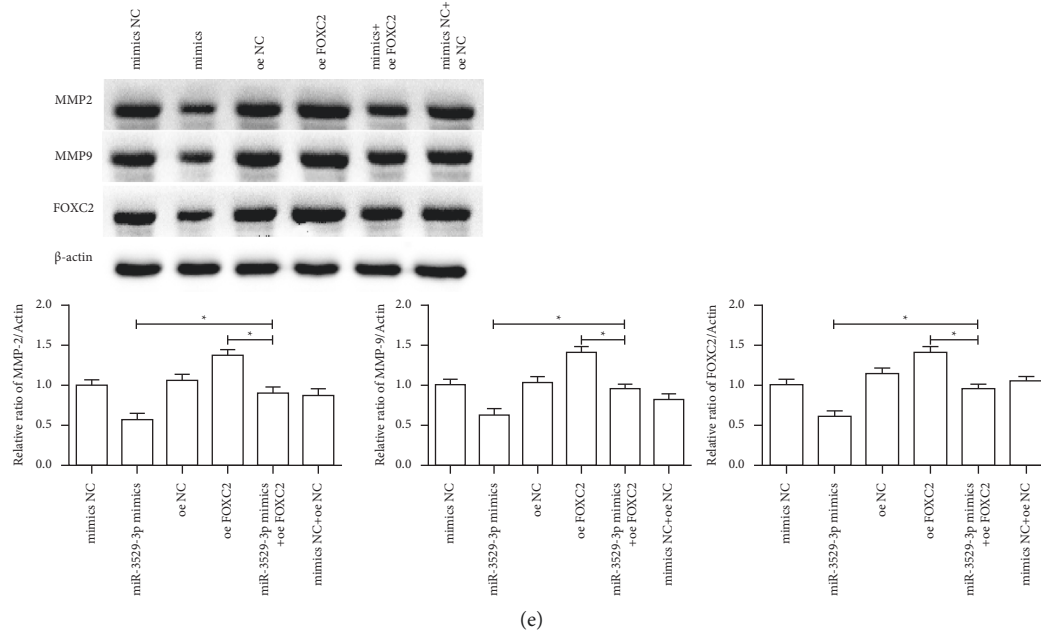 mimics NC
mimics
oe NC
oe FOXC2
mimics+
oe FOXC2
mimics NC+
oe NC
MMP2
MMP9
FOXC2
β-actin
Relative ratio of MMP-2/Actin
2.0
1.5
1.0
0.5
0.0
*
*
mimics NC
miR-3529-3p mimics
oe NC
oe FOXC2
miR-3529-3p mimics
+oe FOXC2
mimics NC+oe NC
Relative ratio of MMP-9/Actin
2.0
1.5
1.0
0.5
0.0
*
*
mimics NC
miR-3529-3p mimics
oe NC
oe FOXC2
miR-3529-3p mimics
+oe FOXC2
mimics NC+oe NC
Relative ratio of FOXC2/Actin
2.0
1.5
1.0
0.5
0.0
*
*
mimics NC
miR-3529-3p mimics
oe NC
oe FOXC2
miR-3529-3p mimics
+oe FOXC2
mimics NC+oe NC
(e)